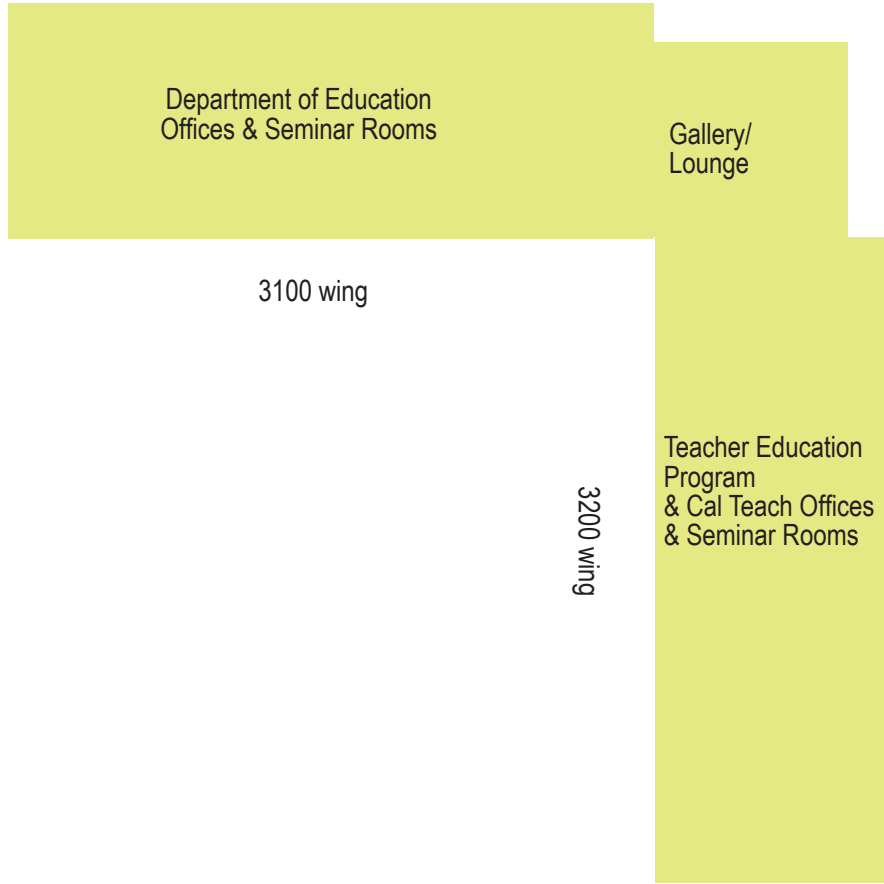 Department of Education
Offices & Seminar Rooms
Gallery/
Lounge
3100 wing
Teacher Education
Program
& Cal Teach Offices
& Seminar Rooms
3200 wing